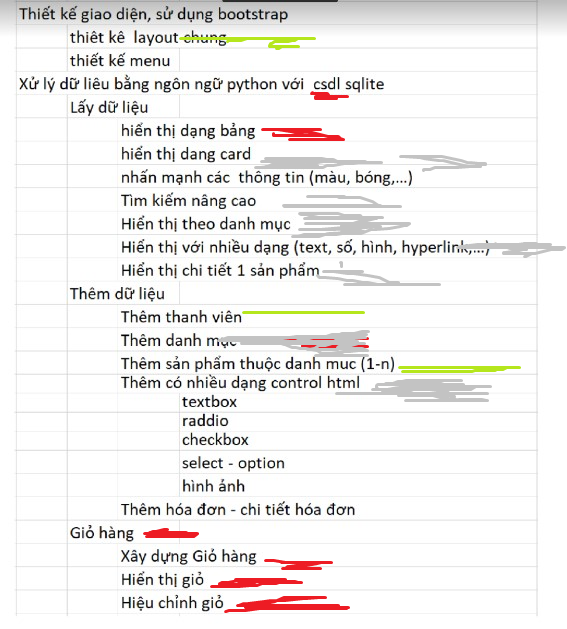 Thiết kế giao diện, sử dụng bootstrap
thiêt kê layout chung
thiết kế menu
Xử lý dữ liêu bằng ngôn ngữ python với csdl sqlite
Lấy dữ liệu
hiển thị dạng bảng
hiển thị dang card
nhấn mạnh các thông tin (màu, bóng,...)
Tìm kiếm nâng cao
Hiển thị theo danh mục
Hiển thị với nhiều dạng (text, số, hình, hyperlink,...)
Hiển thị chi tiết 1 sản phẩm
Thêm dữ liệu
Thêm thanh viên
Thêm danh mục
Thêm sản phẩm thuộc danh muc (1-n)
Thêm có nhiều dạng control html
textbox
raddio
checkbox
select - option
hình ảnh
Thêm hóa đơn - chi tiết hóa đơn
Giỏ hàng
Xây dựng Giỏ hàng
Hiển thị giỏ
Hiệu chỉnh giỏ